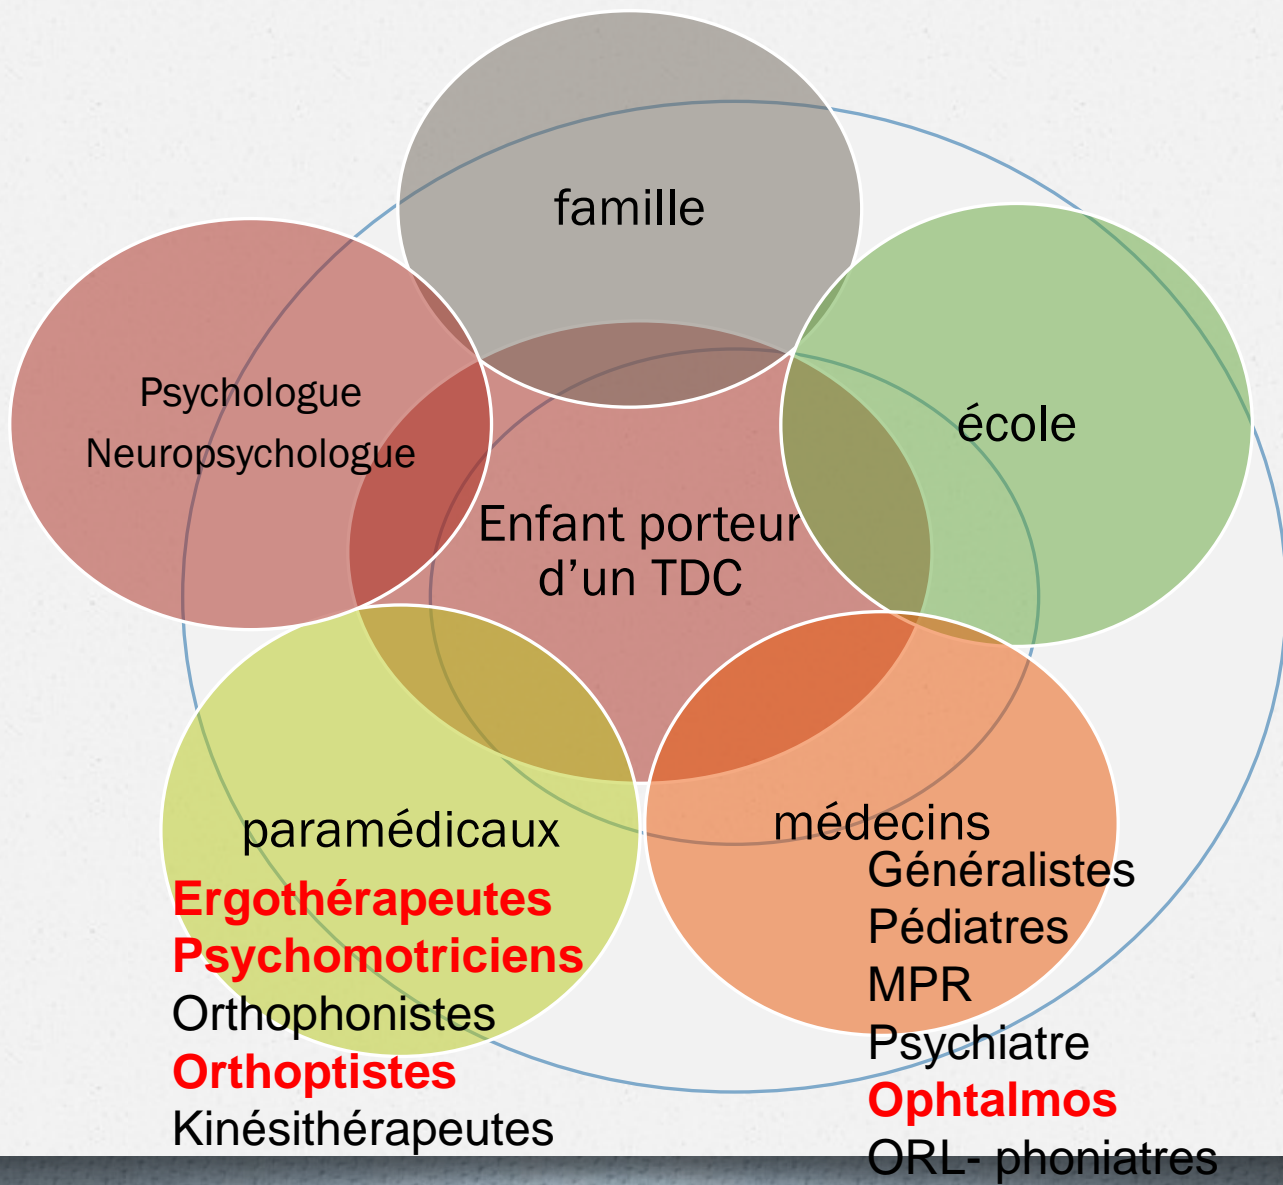 famille
école
Psychologue
Neuropsychologue
Enfant porteur
d’un TDC
paramédicaux
Ergothérapeutes
Psychomotriciens
Orthophonistes
Orthoptistes
Kinésithérapeutes
médecins
Généralistes
Pédiatres
MPR
Psychiatre
Ophtalmos
ORL- phoniatres